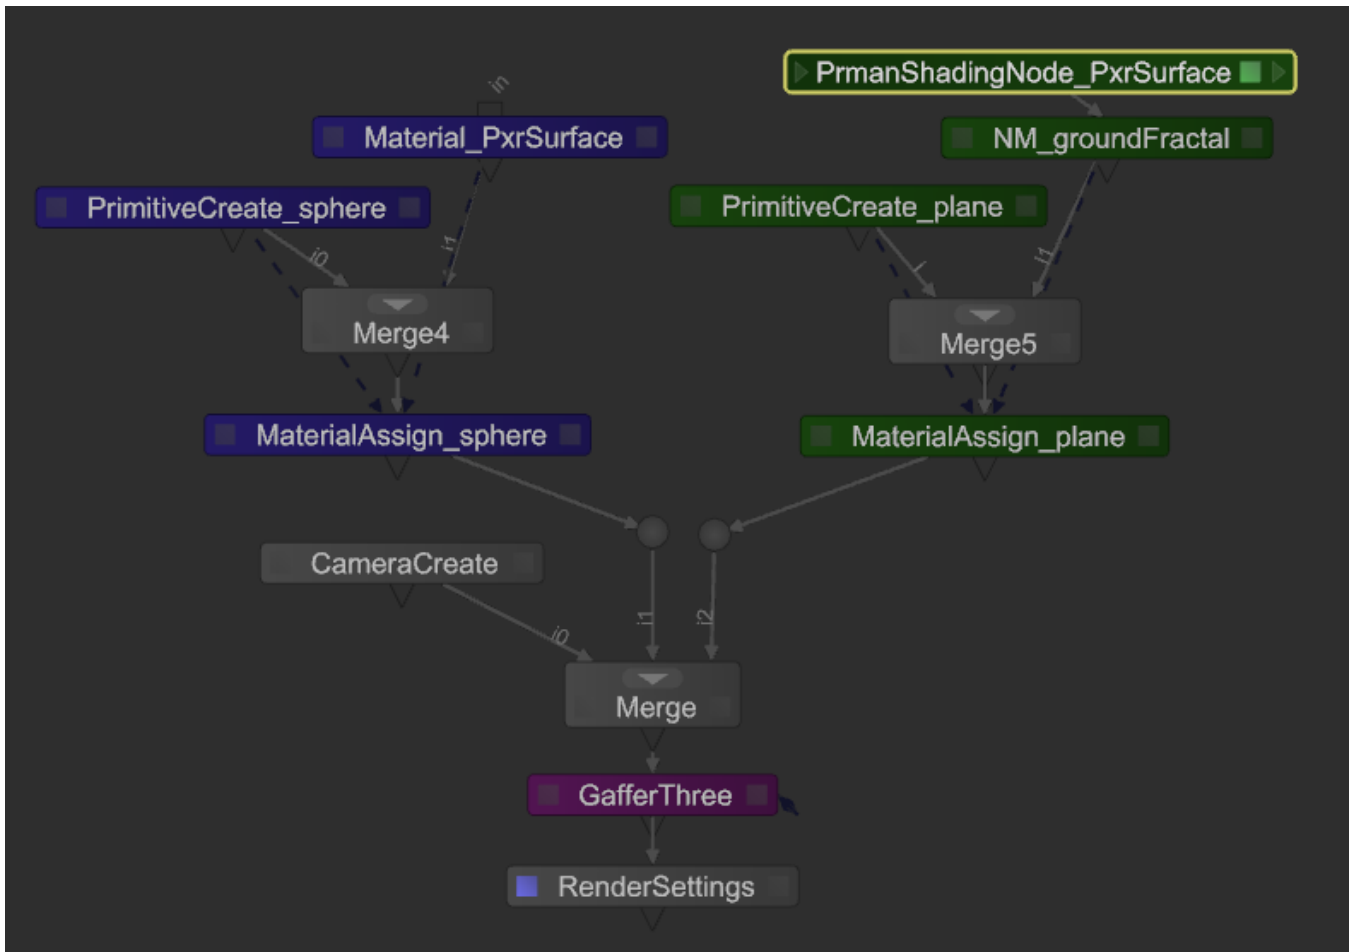 in
PrmanShadingNode_PxrSurface
Material_PxrSurface
NM_groundFractal
PrimitiveCreate_sphere
PrimitiveCreate_plane
i0
i1
i1
Merge4
Merge5
MaterialAssign_sphere
MaterialAssign_plane
CameraCreate
i0
i1
i2
Merge
GafferThree
RenderSettings